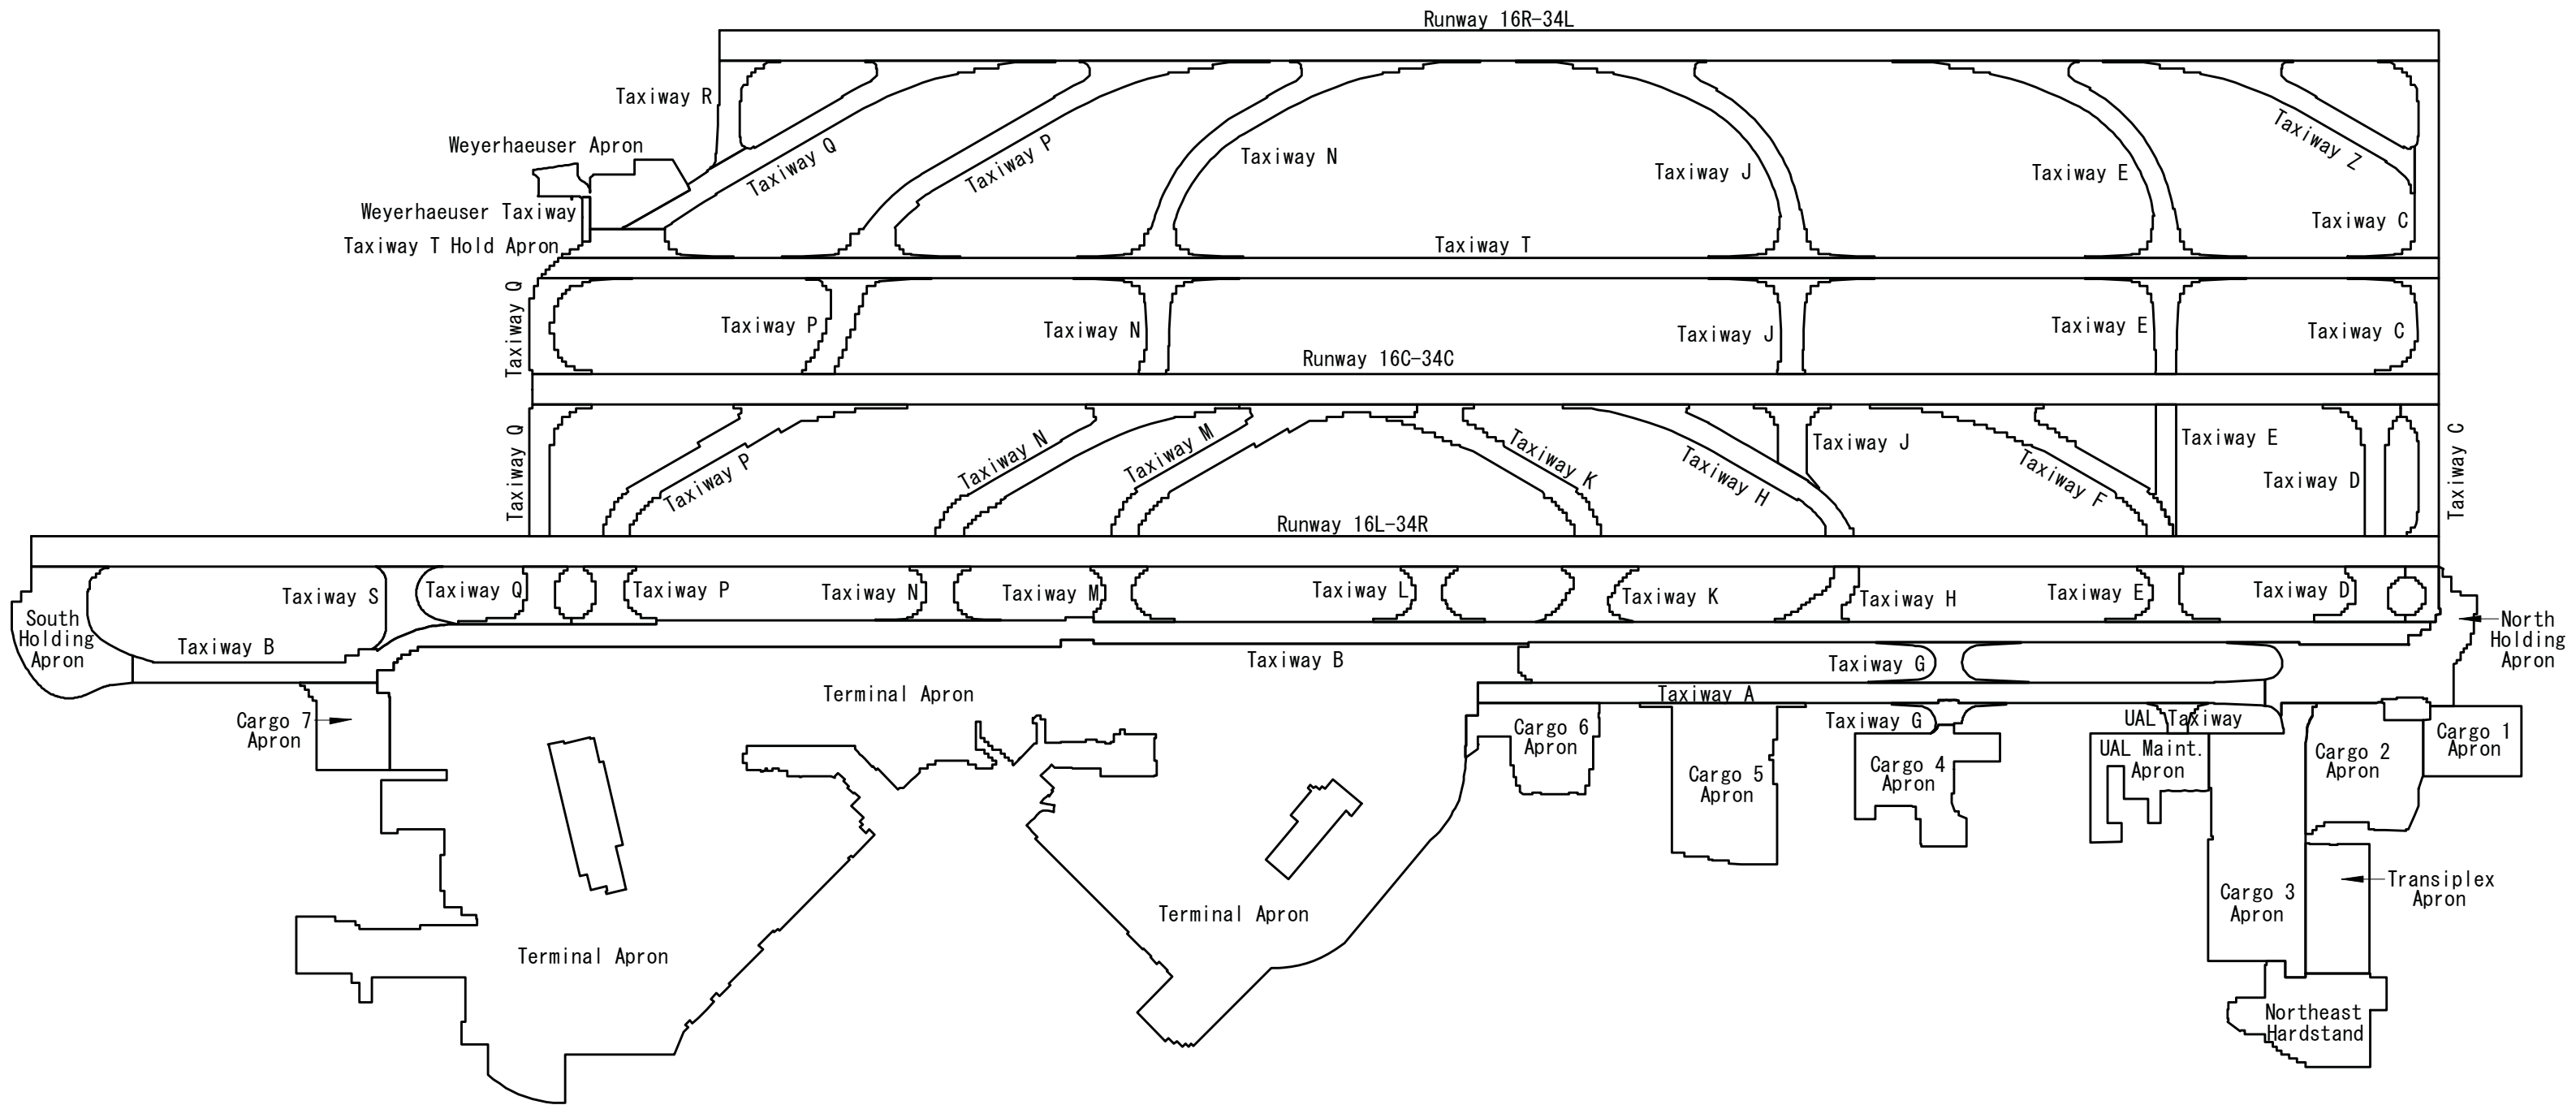 Runway 16R-34L
Taxiway R
Weyerhaeuser Apron
Taxiway Q
Taxiway P
Taxiway N
Taxiway J
Taxiway E
Taxiway Z
Weyerhaeuser Taxiway
Taxiway T Hold Apron
Taxiway T
Taxiway C
Taxiway Q
Taxiway P
Taxiway N
Taxiway J
Taxiway E
Taxiway C
Runway 16C-34C
Taxiway Q
Taxiway P
Taxiway N
Taxiway M
Taxiway K
Taxiway H
Taxiway J
Taxiway F
Taxiway E
Taxiway D
Taxiway C
Runway 16L-34R
Taxiway S
Taxiway Q
Taxiway P
Taxiway N
Taxiway M
Taxiway L
Taxiway K
Taxiway H
Taxiway E
Taxiway D
South
Holding
Apron
North
Holding
Apron
Taxiway B
Taxiway B
Taxiway G
Terminal Apron
Taxiway A
Cargo 7
Apron
Cargo 6
Apron
Taxiway G
UAL Taxiway
Cargo 5
Apron
Cargo 4
Apron
UAL Maint.
Apron
Cargo 2
Apron
Cargo 1
Apron
Cargo 3
Apron
Transiplex
Apron
Terminal Apron
Terminal Apron
Northeast
Hardstand